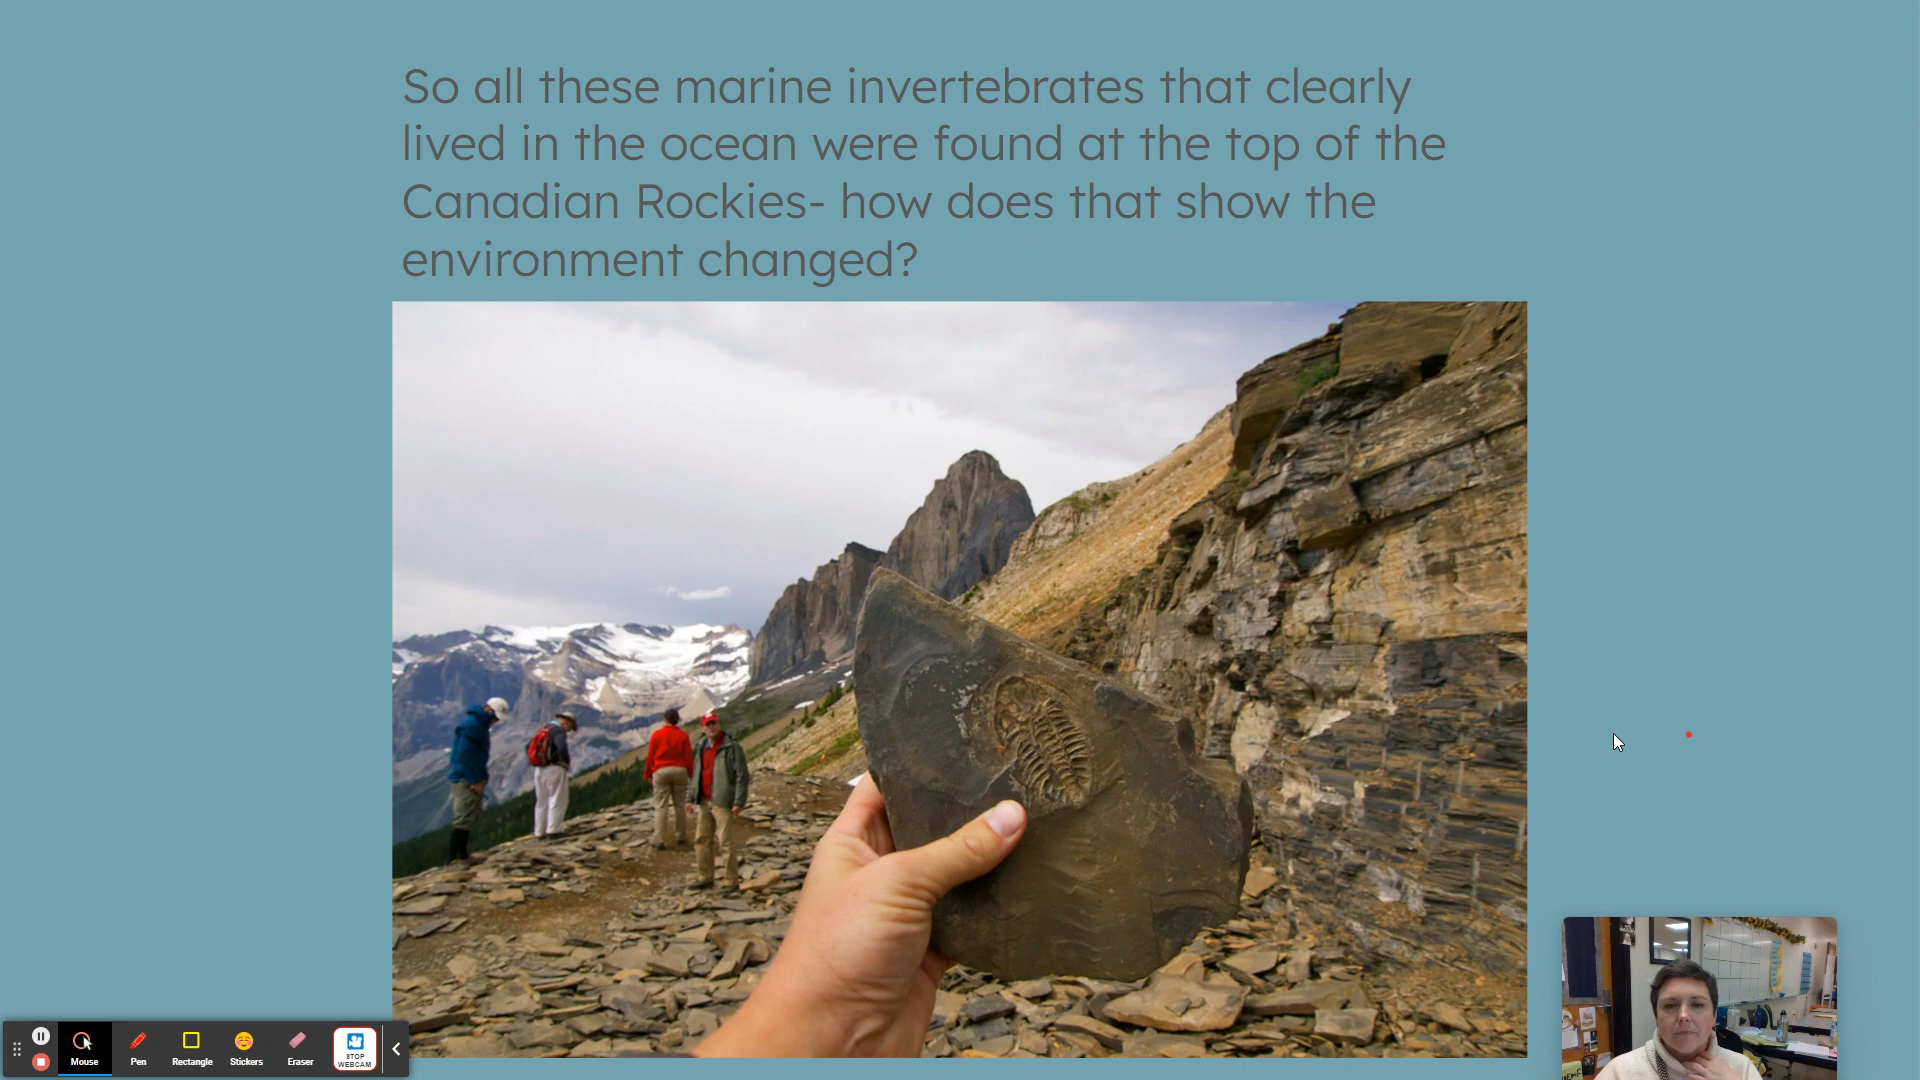 So all these marine invertebrates that clearly
lived in the ocean were found at the top of the
Canadian Rockies- how does that show the
environment changed?
Mouse
Pen
Rectangle
Stickers
Eraser
STOP
WEBCAM